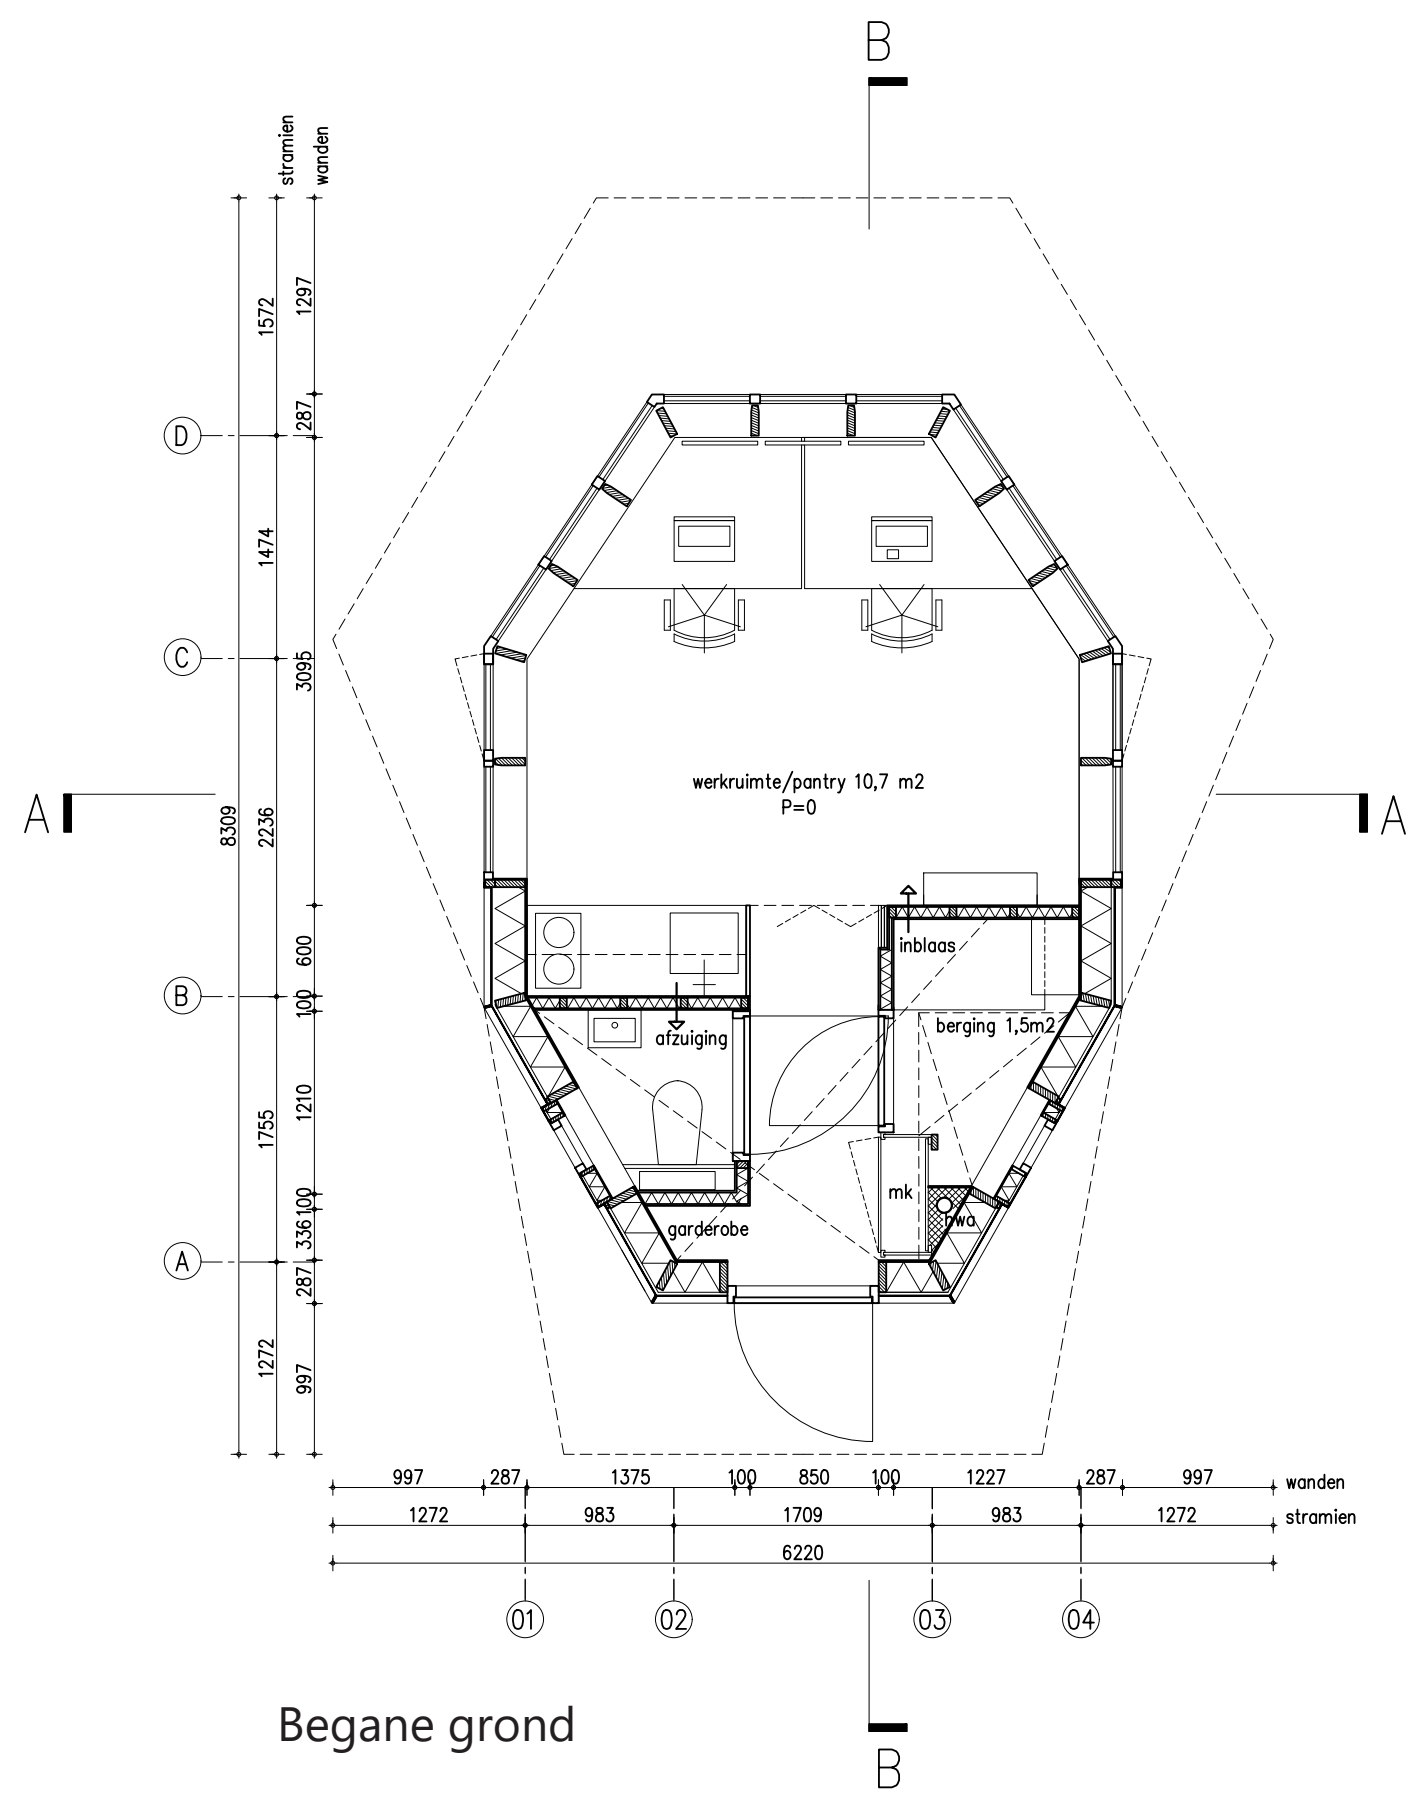 B
stramien
wanden
1297
1572
287
D
1474
C
3095
werkruimte/pantry 10,7 m2
P=0
A
A
8309
2236
inblaas
600
B
100
berging 1,5m2
afzuiging
1210
1755
mk
100
hwa
garderobe
336
A
287
1272
997
997
287
1375
100
850
100
1227
287
997
wanden
1272
983
1709
983
1272
stramien
6220
01
02
03
04
Begane grond
B